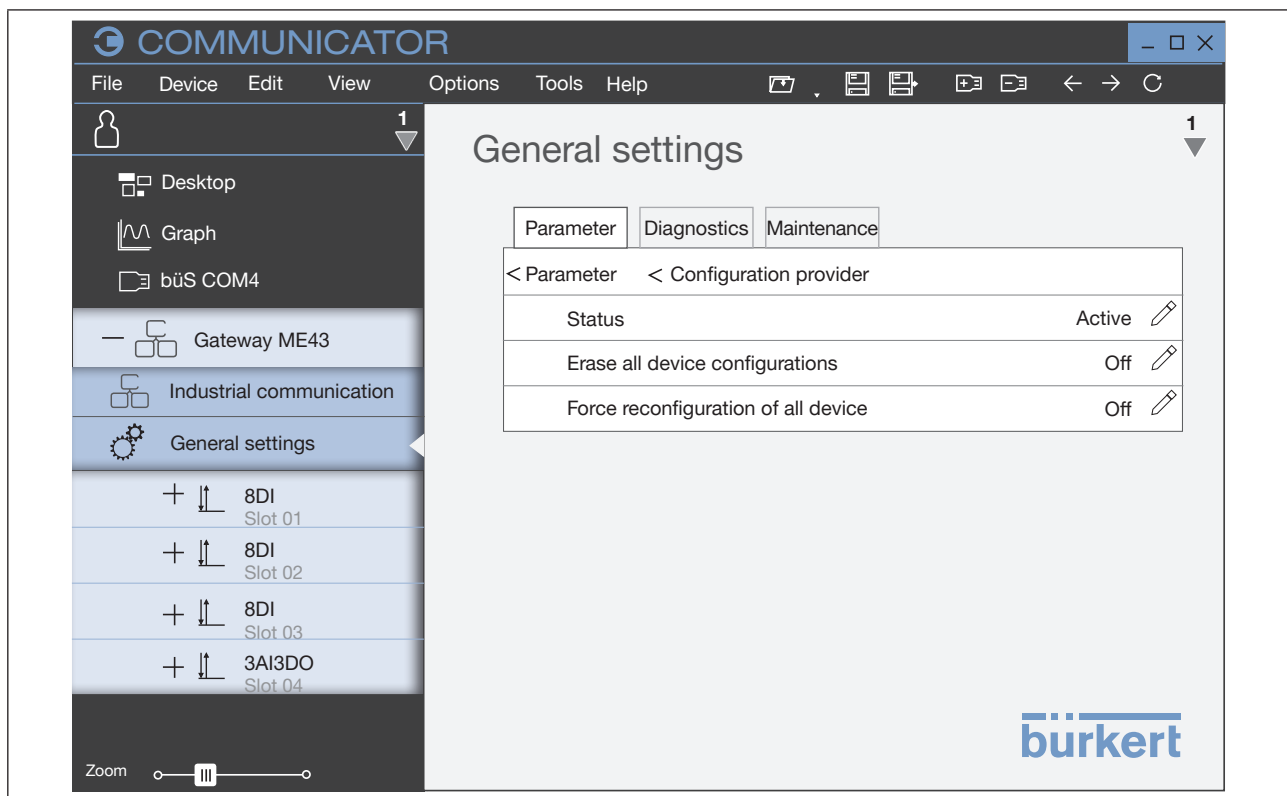 COMMUNICATOR
File Device Edit View Options Tools Help
1
Desktop
Graph
büS COM4
Gateway ME43
Industrial communication
General settings
8DI
Slot 01
8DI
Slot 02
8DI
Slot 03
3AI3DO
Slot 04
Zoom
General settings
1
Parameter Diagnostics Maintenance
< Parameter < Configuration provider
Status Active
Erase all device configurations Off
Force reconfiguration of all device Off
bürkert